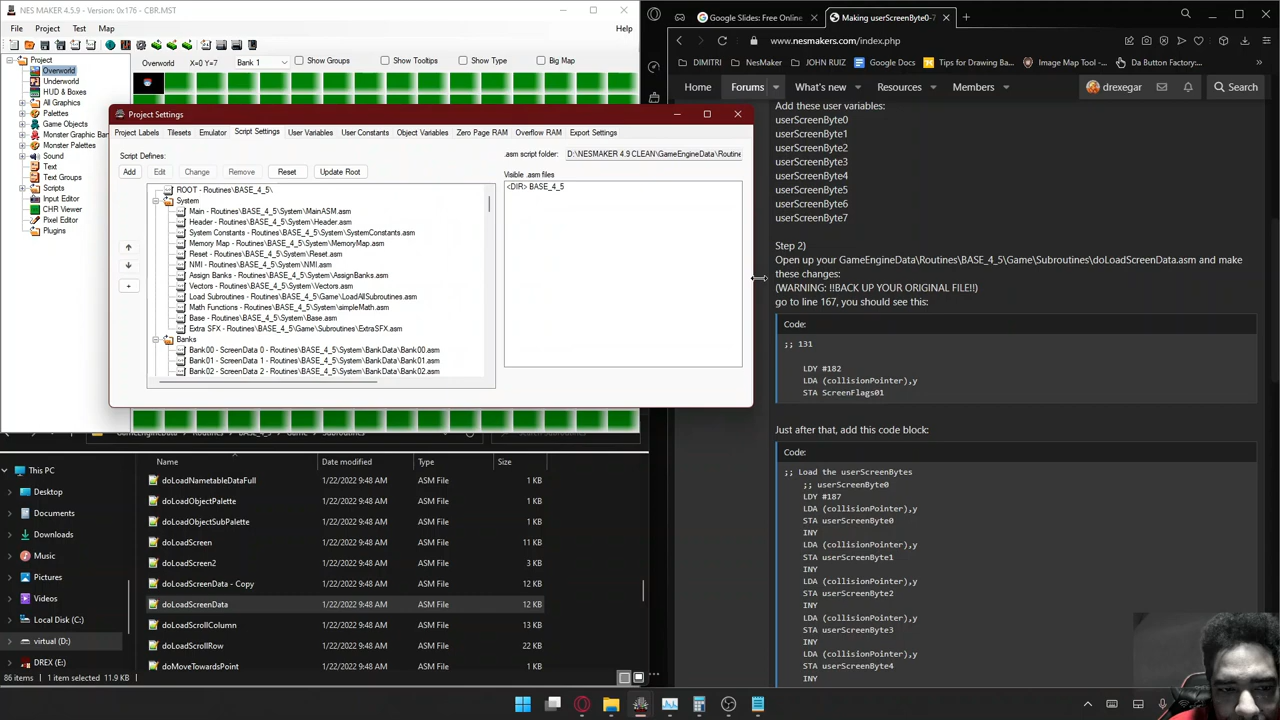 NES MAKER 4.5.9 - Version: 0x176 - CBR.MST
File Project Test Map Help
Project
Overworld
Underworld
HUD & Boxes
All Graphics
Palettes
Game Objects
Monster Graphic Ban
Monster Palettes
Sound
Text
Text Groups
Scripts
Input Editor
CHR Viewer
Pixel Editor
Plugins
Overworld X=0 Y=7 Bank 1 Show Groups Show Tooltips Show Type Big Map
Project Settings
Project Labels Tilesets Emulator Script Settings User Variables User Constants Object Variables Zero Page RAM Overflow RAM Export Settings
Script Defines:
Add Edit Change Remove Reset Update Root
.asm script folder: D:\NESMAKER 4.9 CLEAN\GameEngineData\Routine
Visible .asm files
<DIR> BASE_4_5
ROOT - Routines\BASE_4_5\
System
Main - Routines\BASE_4_5\System\MainASM.asm
Header - Routines\BASE_4_5\System\Header.asm
System Constants - Routines\BASE_4_5\System\SystemConstants.asm
Memory Map - Routines\BASE_4_5\System\MemoryMap.asm
Reset - Routines\BASE_4_5\System\Reset.asm
NMI - Routines\BASE_4_5\System\NMI.asm
Assign Banks - Routines\BASE_4_5\System\AssignBanks.asm
Vectors - Routines\BASE_4_5\System\Vectors.asm
Load Subroutines - Routines\BASE_4_5\Game\LoadAllSubroutines.asm
Math Functions - Routines\BASE_4_5\System\simpleMath.asm
Base - Routines\BASE_4_5\System\Base.asm
Extra SFX - Routines\BASE_4_5\Game\Subroutines\ExtraSFX.asm
Banks
Bank00 - ScreenData 0 - Routines\BASE_4_5\System\BankData\Bank00.asm
Bank01 - ScreenData 1 - Routines\BASE_4_5\System\BankData\Bank01.asm
Bank02 - ScreenData 2 - Routines\BASE_4_5\System\BankData\Bank02.asm
This PC
Desktop
Documents
Downloads
Music
Pictures
Videos
Local Disk (C:)
virtual (D:)
DREX (E:)
Name Date modified Type Size
doLoadNametableDataFull 1/22/2022 9:48 AM ASM File 1 KB
doLoadObjectPalette 1/22/2022 9:48 AM ASM File 1 KB
doLoadObjectSubPalette 1/22/2022 9:48 AM ASM File 1 KB
doLoadScreen 1/22/2022 9:48 AM ASM File 11 KB
doLoadScreen2 1/22/2022 9:48 AM ASM File 3 KB
doLoadScreenData - Copy 1/22/2022 9:48 AM ASM File 12 KB
doLoadScreenData 1/22/2022 9:48 AM ASM File 12 KB
doLoadScrollColumn 1/22/2022 9:48 AM ASM File 13 KB
doLoadScrollRow 1/22/2022 9:48 AM ASM File 22 KB
doMoveTowardsPoint 1/22/2022 9:48 AM ASM File 1 KB
86 items 1 item selected 11.9 KB
Google Slides: Free Online Making userScreenByte0-7
www.nesmakers.com/index.php
DIMITRI NesMaker JOHN RUIZ Google Docs Tips for Drawing Ba... Image Map Tool -... Da Button Factory:...
Home Forums What's new Resources Members drexegar Search
Add these user variables:
userScreenByte0
userScreenByte1
userScreenByte2
userScreenByte3
userScreenByte4
userScreenByte5
userScreenByte6
userScreenByte7
Step 2)
Open up your GameEngineData\Routines\BASE_4_5\Game\Subroutines\doLoadScreenData.asm and make
these changes:
(WARNING: !!BACK UP YOUR ORIGINAL FILE!!)
go to line 167, you should see this:
Code:
;; 131
LDY #182
LDA (collisionPointer),y
STA ScreenFlags01
Just after that, add this code block:
Code:
;; Load the userScreenBytes
;; userScreenByte0
LDY #187
LDA (collisionPointer),y
STA userScreenByte0
LDA (collisionPointer),y
STA userScreenByte1
INY
LDA (collisionPointer),y
STA userScreenByte2
INY
LDA (collisionPointer),y
STA userScreenByte3
INY
LDA (collisionPointer),y
STA userScreenByte4
INY